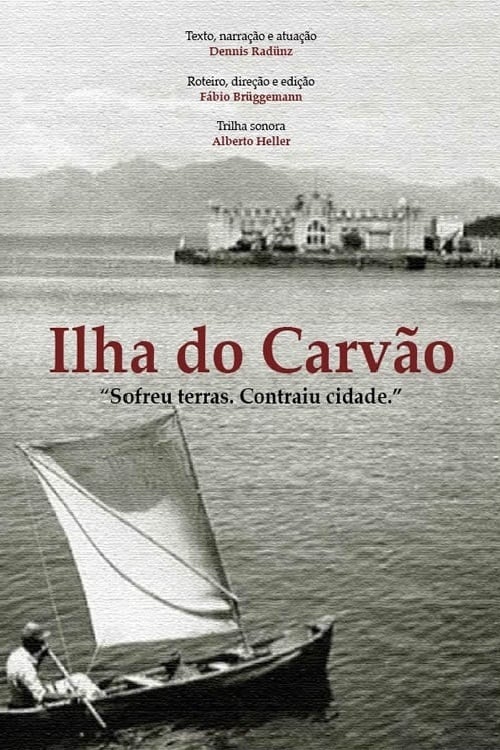 Texto, narração e atuação
Dennis Radünz
Roteiro, direção e edição
Fábio Brüggemann
Trilha sonora
Alberto Heller
Ilha do Carvão
“Sofreu terras. Contraiu cidade.”